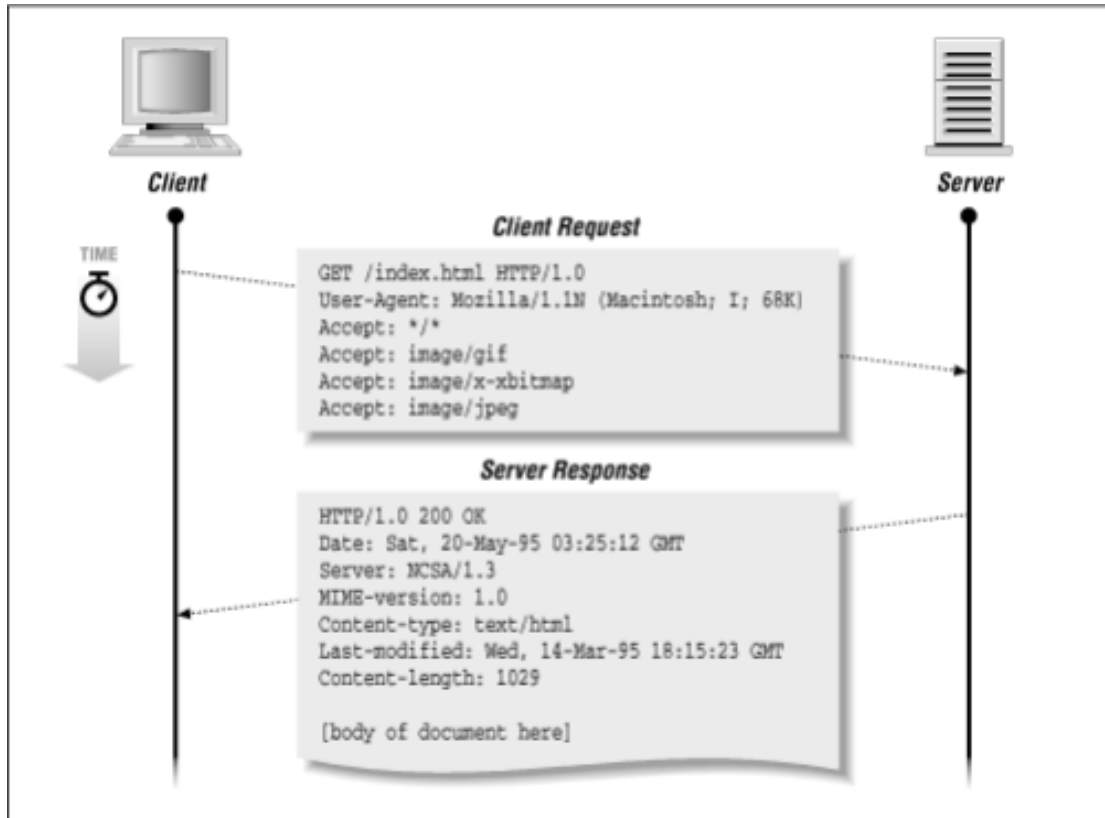 Client
Server
TIME
Client Request
GET /index.html HTTP/1.0
User-Agent: Mozilla/1.1N (Macintosh; I; 68K)
Accept: */*
Accept: image/gif
Accept: image/x-xbitmap
Accept: image/jpeg
Server Response
HTTP/1.0 200 OK
Date: Sat, 20-May-95 03:25:12 GMT
Server: NCSA/1.3
MIME-version: 1.0
Content-type: text/html
Last-modified: Wed, 14-Mar-95 18:15:23 GMT
Content-length: 1029
[body of document here]